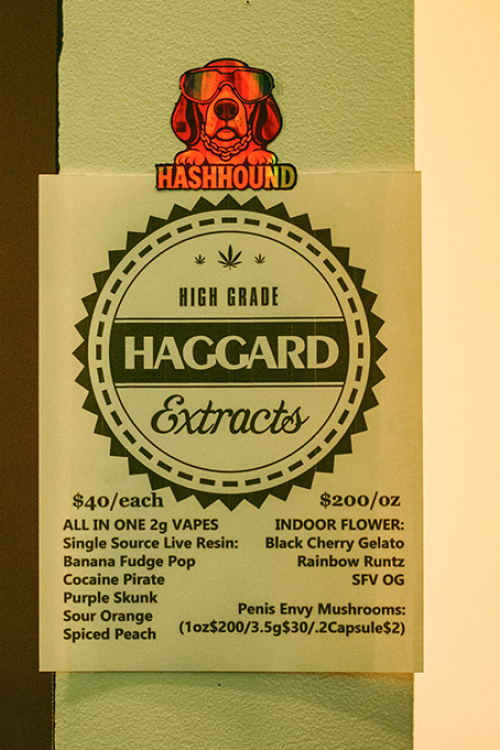 HASHHOUND
HIGH GRADE
HAGGARD
Extracts
$40/each
ALL IN ONE 2g VAPES
Single Source Live Resin:
Banana Fudge Pop
Cocaine Pirate
Purple Skunk
Sour Orange
Spiced Peach
$200/oz
INDOOR FLOWER:
Black Cherry Gelato
Rainbow Runtz
SFV OG
Penis Envy Mushrooms:
(1oz$200/3.5g$30/.2Capsule$2)